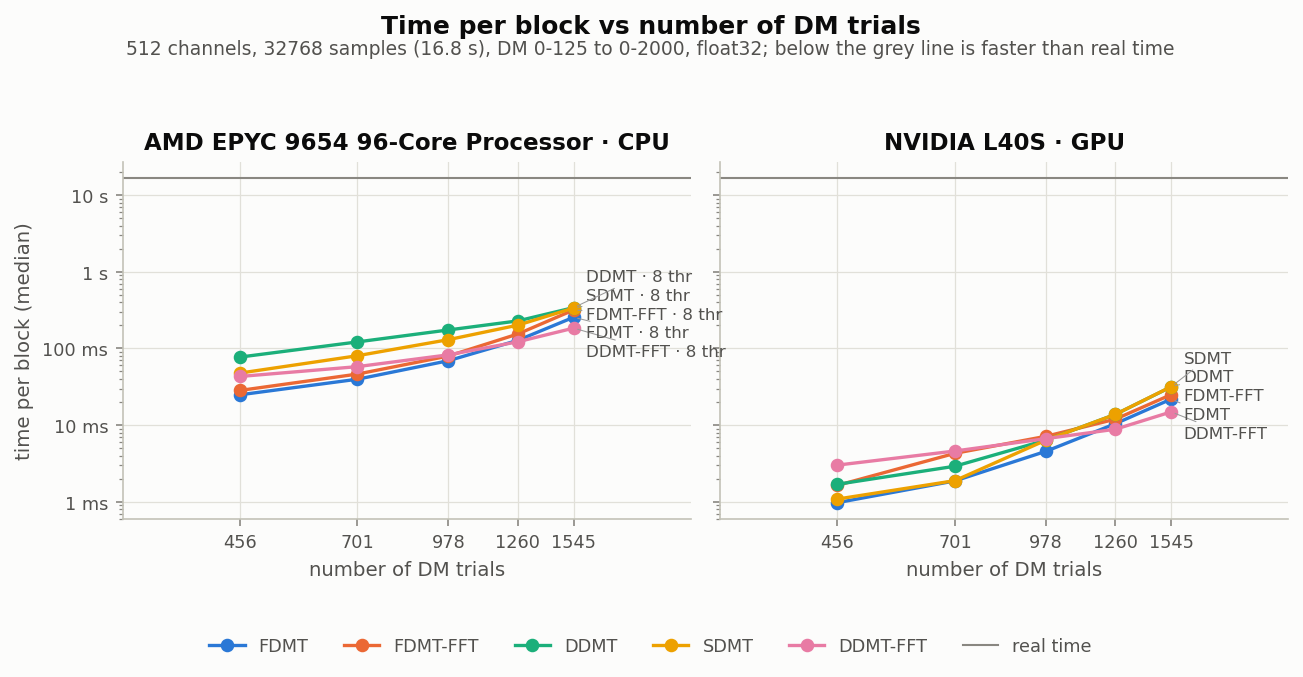 Time per block vs number of DM trials
512 channels, 32768 samples (16.8 s), DM 0-125 to 0-2000, float32; below the grey line is faster than real time
AMD EPYC 9654 96-Core Processor · CPU
NVIDIA L40S · GPU
time per block (median)
10 s
1 s
100 ms
10 ms
1 ms
DDMT · 8 thr
SDMT · 8 thr
FDMT-FFT · 8 thr
FDMT · 8 thr
DDMT-FFT · 8 thr
SDMT
DDMT
FDMT-FFT
FDMT
DDMT-FFT
456 701 978 1260 1545
456 701 978 1260 1545
number of DM trials
number of DM trials
FDMT FDMT-FFT DDMT SDMT DDMT-FFT real time